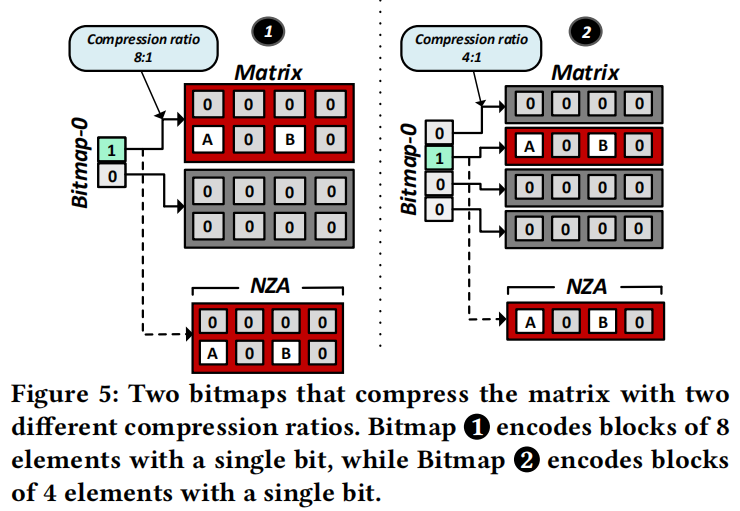 1
Compression ratio
8:1
Matrix
0 0 0 0
A 0 B 0
Bitmap-0
1
0
0 0 0 0
0 0 0 0
NZA
0 0 0 0
A 0 B 0
2
Compression ratio
4:1
Matrix
0 0 0 0
A 0 B 0
0 0 0 0
0 0 0 0
Bitmap-0
0
1
0
0
NZA
A 0 B 0
Figure 5: Two bitmaps that compress the matrix with two
different compression ratios. Bitmap ❶ encodes blocks of 8
elements with a single bit, while Bitmap ❷ encodes blocks
of 4 elements with a single bit.